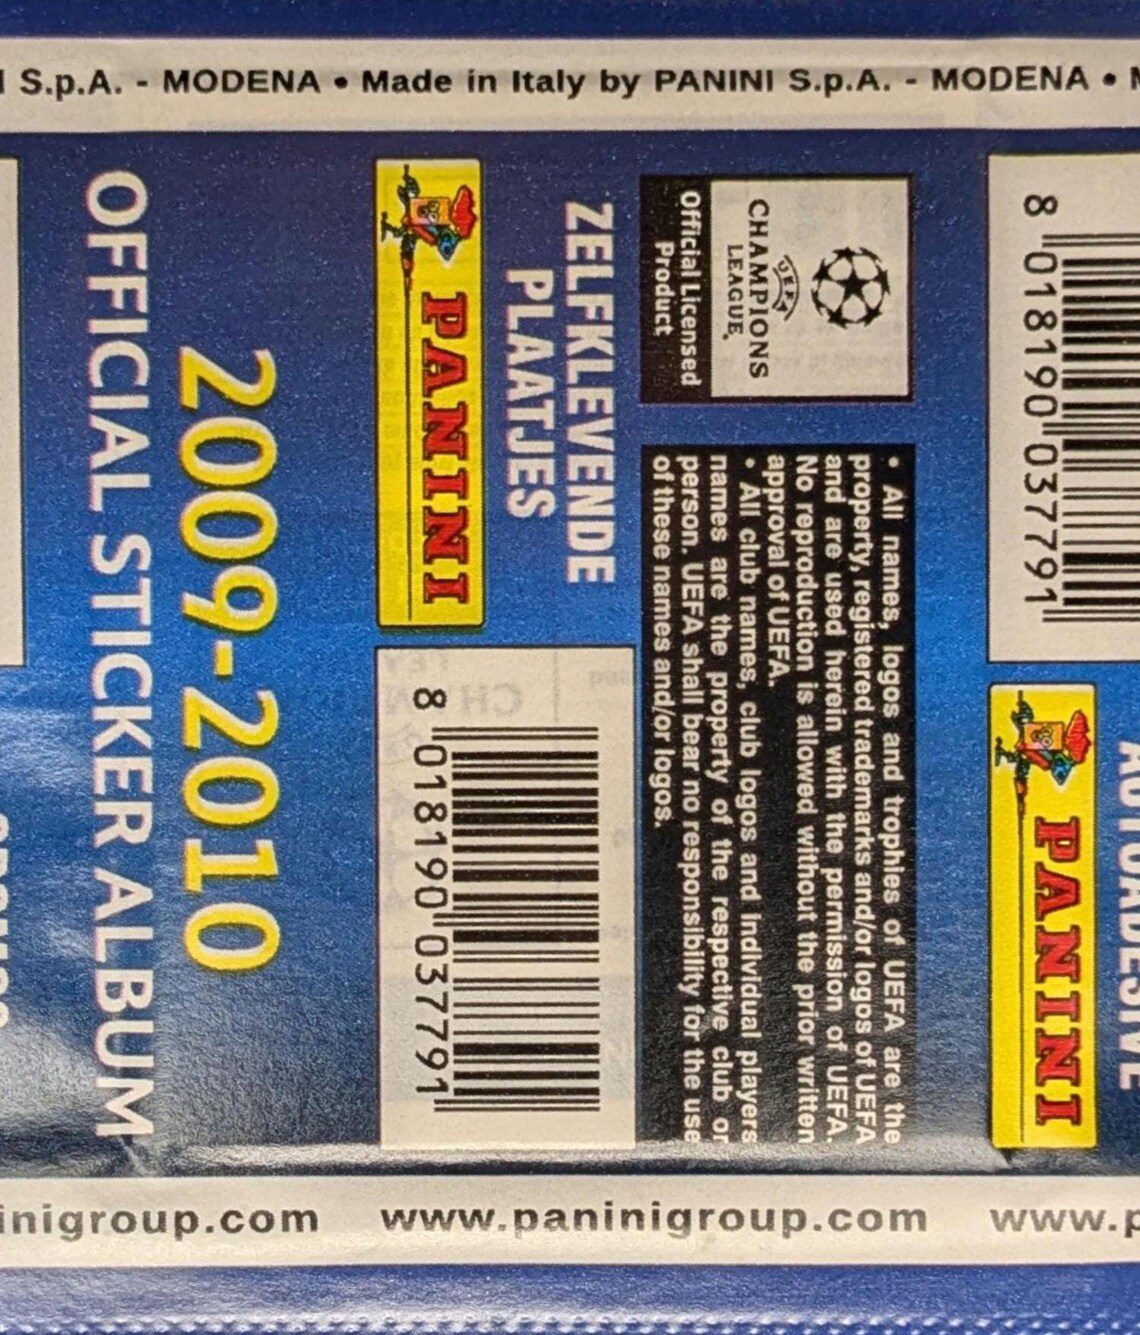 I S.p.A. - MODENA • Made in Italy by PANINI S.p.A. - MODENA •
8 018190 037791
PANINI
CHAMPIONS
LEAGUE
UEFA
Official Licensed
Product
• All names, logos and trophies of UEFA are the
property, registered trademarks and/or logos of UEFA
and are used herein with the permission of UEFA.
No reproduction is allowed without the prior written
approval of UEFA.
• All club names, club logos and individual players
names are the property of the respective club or
person. UEFA shall bear no responsibility for the use
of these names and/or logos.
ZELFKLEVENDE
PLAATJES
PANINI
8 018190 037791
2009-2010
OFFICIAL STICKER ALBUM
inigroup.com www.paninigroup.com www.p